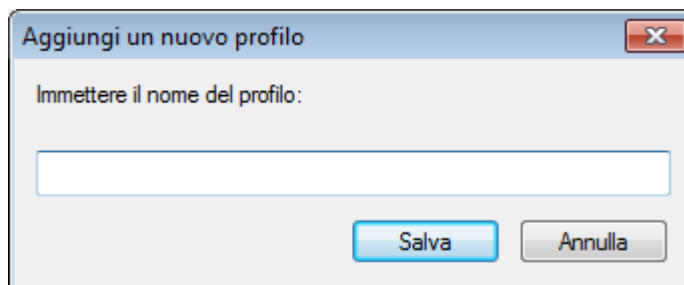 Aggiungi un nuovo profilo
Immettere il nome del profilo:
Salva Annulla